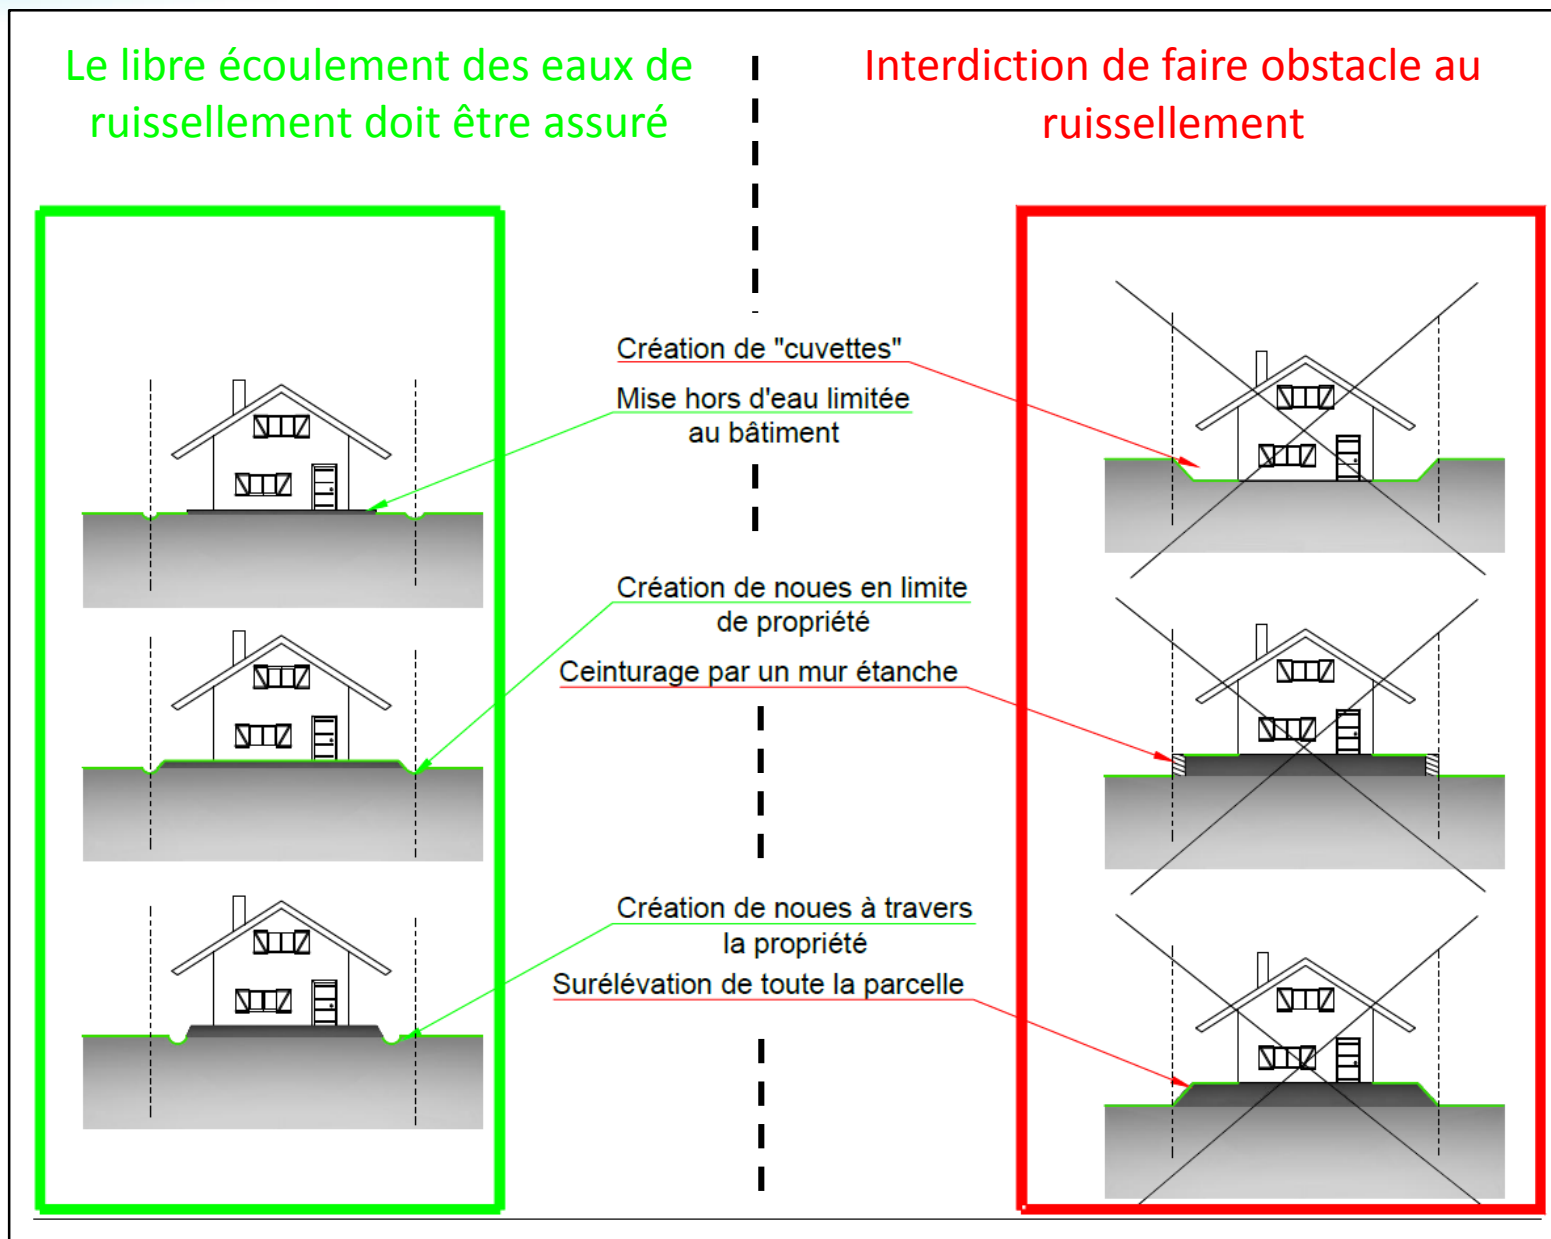 Le libre écoulement des eaux de
ruissellement doit être assuré
Interdiction de faire obstacle au
ruissellement
Création de "cuvettes"
Mise hors d'eau limitée
au bâtiment
Création de noues en limite
de propriété
Ceinturage par un mur étanche
Création de noues à travers
la propriété
Surélévation de toute la parcelle